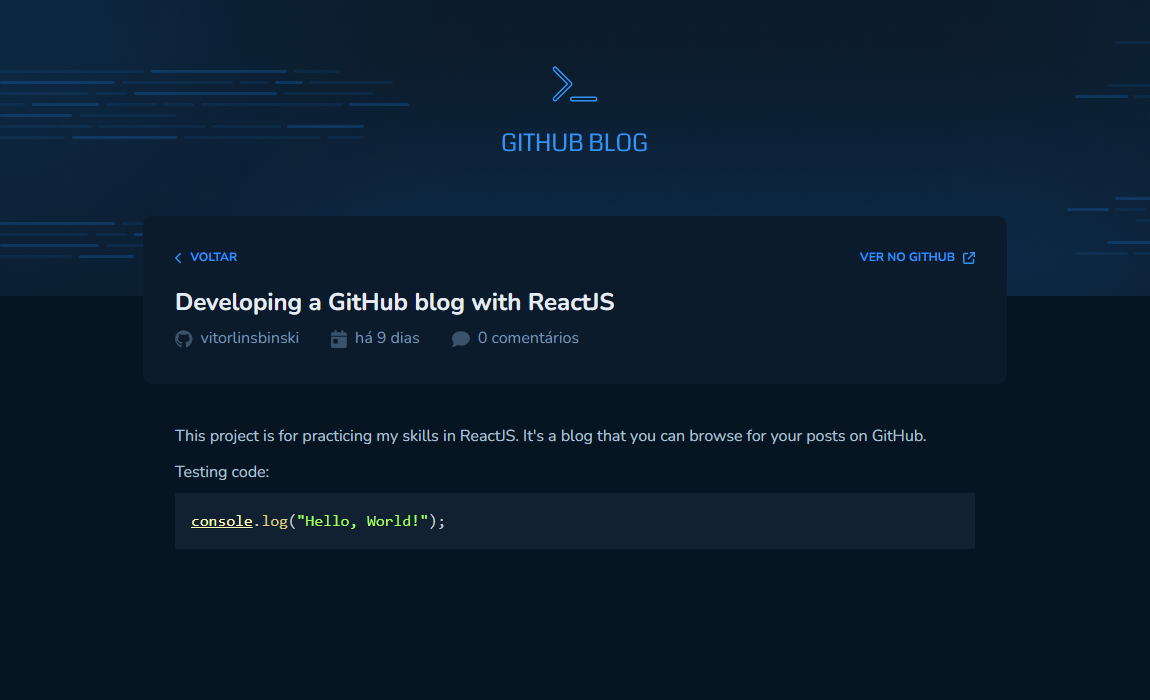 GITHUB BLOG
VOLTAR
VER NO GITHUB
Developing a GitHub blog with ReactJS
vitorlinsbinski há 9 dias 0 comentários
This project is for practicing my skills in ReactJS. It's a blog that you can browse for your posts on GitHub.
Testing code:
console.log("Hello, World!");